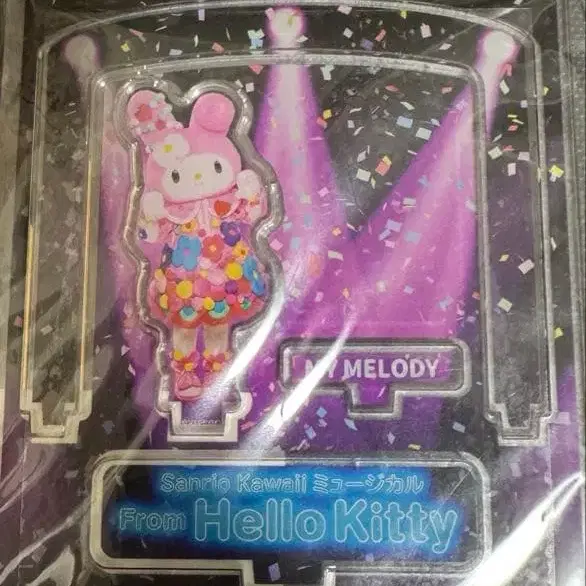 MY MELODY
Sanrio Kawaii ミュージカル
From Hello Kitty